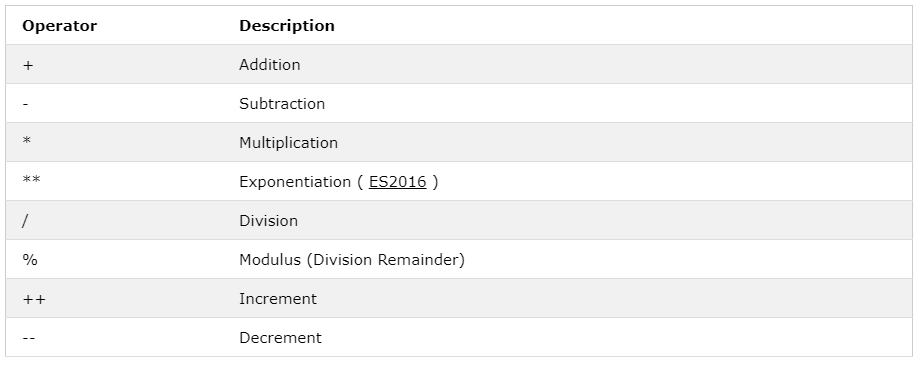 Operator Description
+ Addition
- Subtraction
* Multiplication
** Exponentiation ( ES2016 )
/ Division
% Modulus (Division Remainder)
++ Increment
-- Decrement